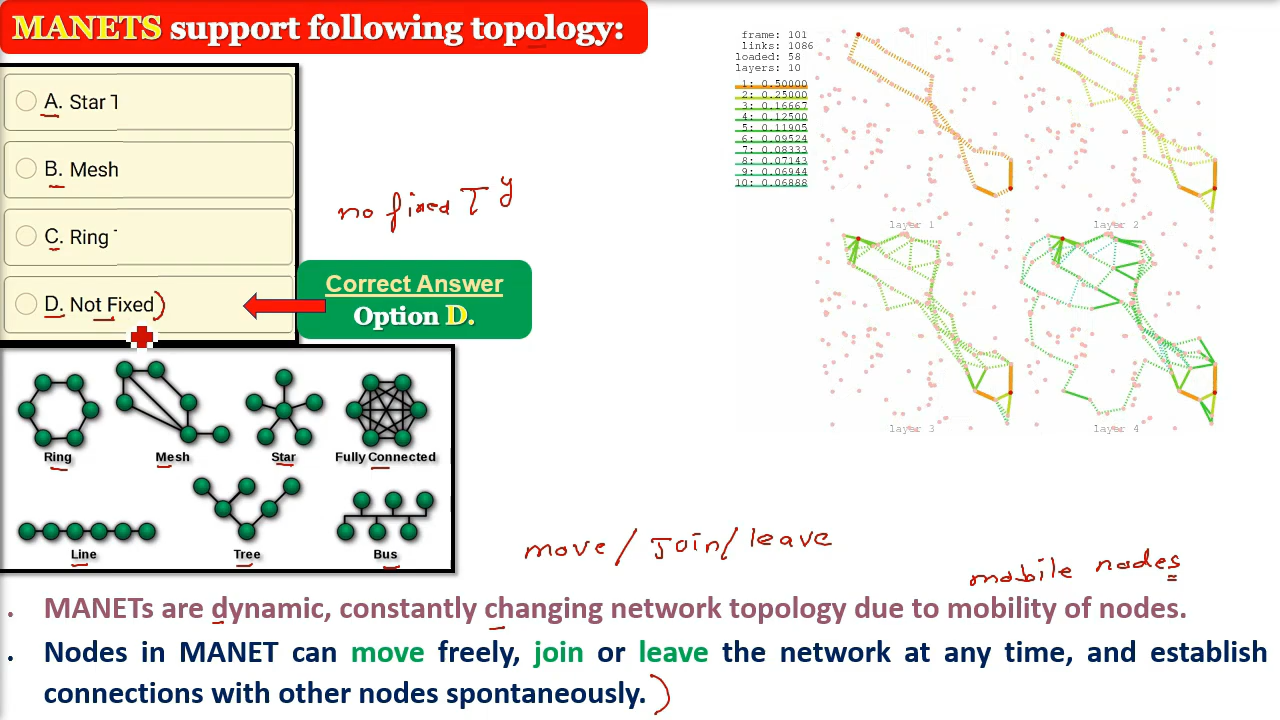 MANETS support following topology:
A. Star T
B. Mesh
C. Ring
D. Not Fixed)
no fixed T y
Correct Answer
Option D.
frame: 101
links: 1086
loaded: 58
layers: 10
1: 0.50000
2: 0.25000
3: 0.16667
4: 0.12500
5: 0.11905
6: 0.09524
7: 0.08333
8: 0.07143
9: 0.06944
10: 0.06888
layer 1
layer 2
layer 3
layer 4
Ring
Mesh
Star
Fully Connected
Line
Tree
Bus
move / Join / leave
mobile nodes
• MANETs are dynamic, constantly changing network topology due to mobility of nodes.
• Nodes in MANET can move freely, join or leave the network at any time, and establish
connections with other nodes spontaneously.)